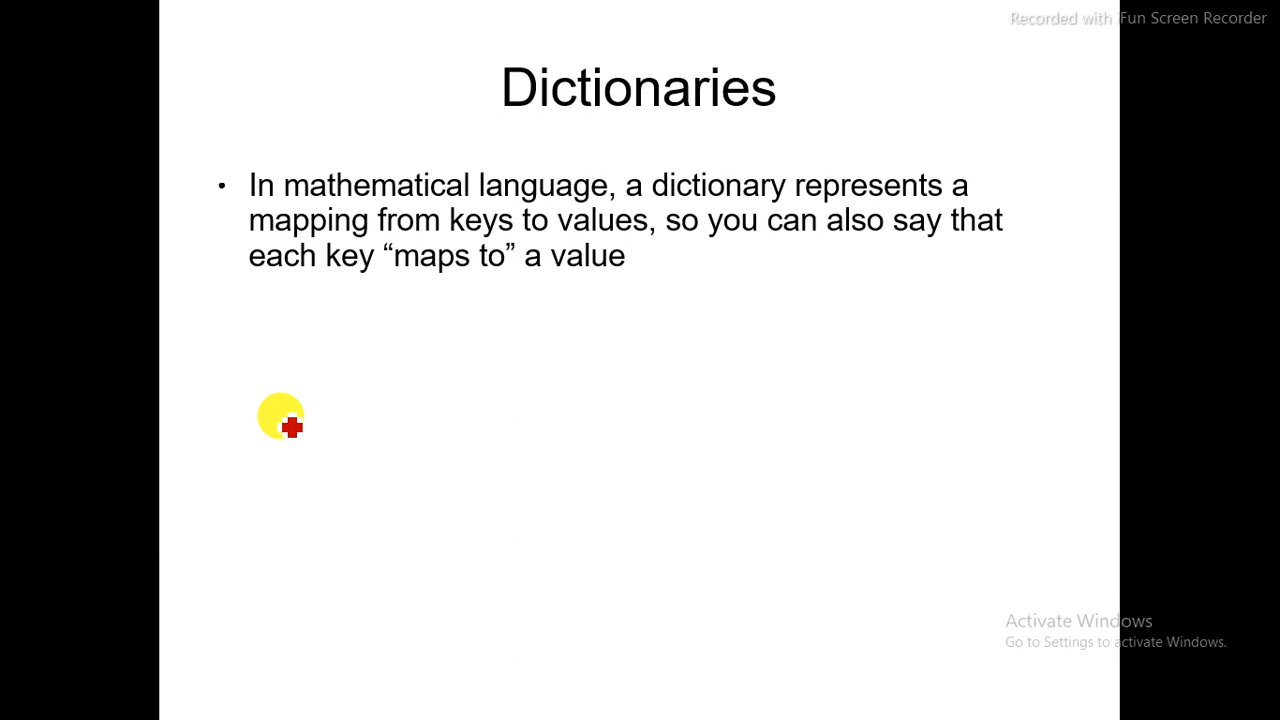 Recorded with iFun Screen Recorder
Dictionaries
• In mathematical language, a dictionary represents a
mapping from keys to values, so you can also say that
each key “maps to” a value
Activate Windows
Go to Settings to activate Windows.